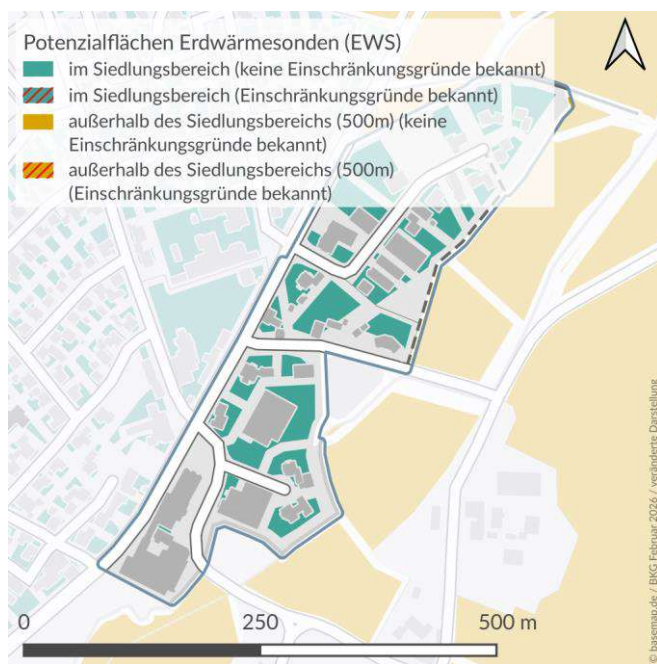 Potenzialflächen Erdwärmesonden (EWS)
im Siedlungsbereich (keine Einschränkungsgründe bekannt)
im Siedlungsbereich (Einschränkungsgründe bekannt)
außerhalb des Siedlungsbereichs (500m) (keine
Einschränkungsgründe bekannt)
außerhalb des Siedlungsbereichs (500m)
(Einschränkungsgründe bekannt)
© basemap.de / BKG Februar 2026 / veränderte Darstellung
0 250 500 m